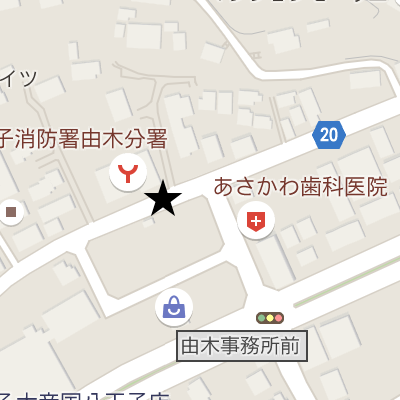 イツ
20
子消防署由木分署
あさかわ歯科医院
由木事務所前